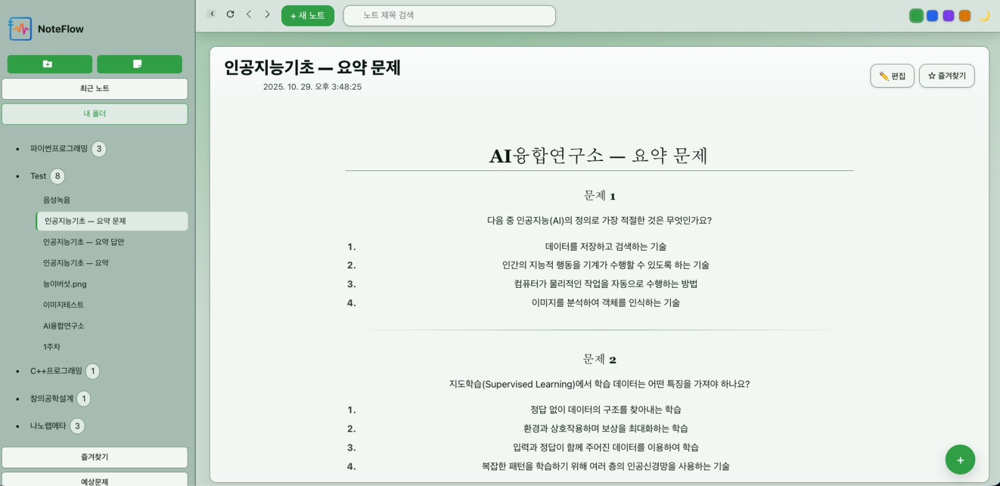 NoteFlow
최근 노트
내 폴더
파이썬프로그래밍 3
Test 8
음성녹음
인공지능기초 — 요약 문제
인공지능기초 — 요약 답안
인공지능기초 — 요약
능이버섯.png
이미지테스트
AI융합연구소
1주차
C++프로그래밍 1
창의공학설계 1
나노랩메타 3
즐겨찾기
예상문제
+ 새 노트
노트 제목 검색
인공지능기초 — 요약 문제
2025. 10. 29. 오후 3:48:25
편집
☆ 즐겨찾기
AI융합연구소 — 요약 문제
문제 1
다음 중 인공지능(AI)의 정의로 가장 적절한 것은 무엇인가요?
1. 데이터를 저장하고 검색하는 기술
2. 인간의 지능적 행동을 기계가 수행할 수 있도록 하는 기술
3. 컴퓨터가 물리적인 작업을 자동으로 수행하는 방법
4. 이미지를 분석하여 객체를 인식하는 기술
문제 2
지도학습(Supervised Learning)에서 학습 데이터는 어떤 특징을 가져야 하나요?
1. 정답 없이 데이터의 구조를 찾아내는 학습
2. 환경과 상호작용하며 보상을 최대화하는 학습
3. 입력과 정답이 함께 주어진 데이터를 이용하여 학습
4. 복잡한 패턴을 학습하기 위해 여러 층의 인공신경망을 사용하는 기술
+